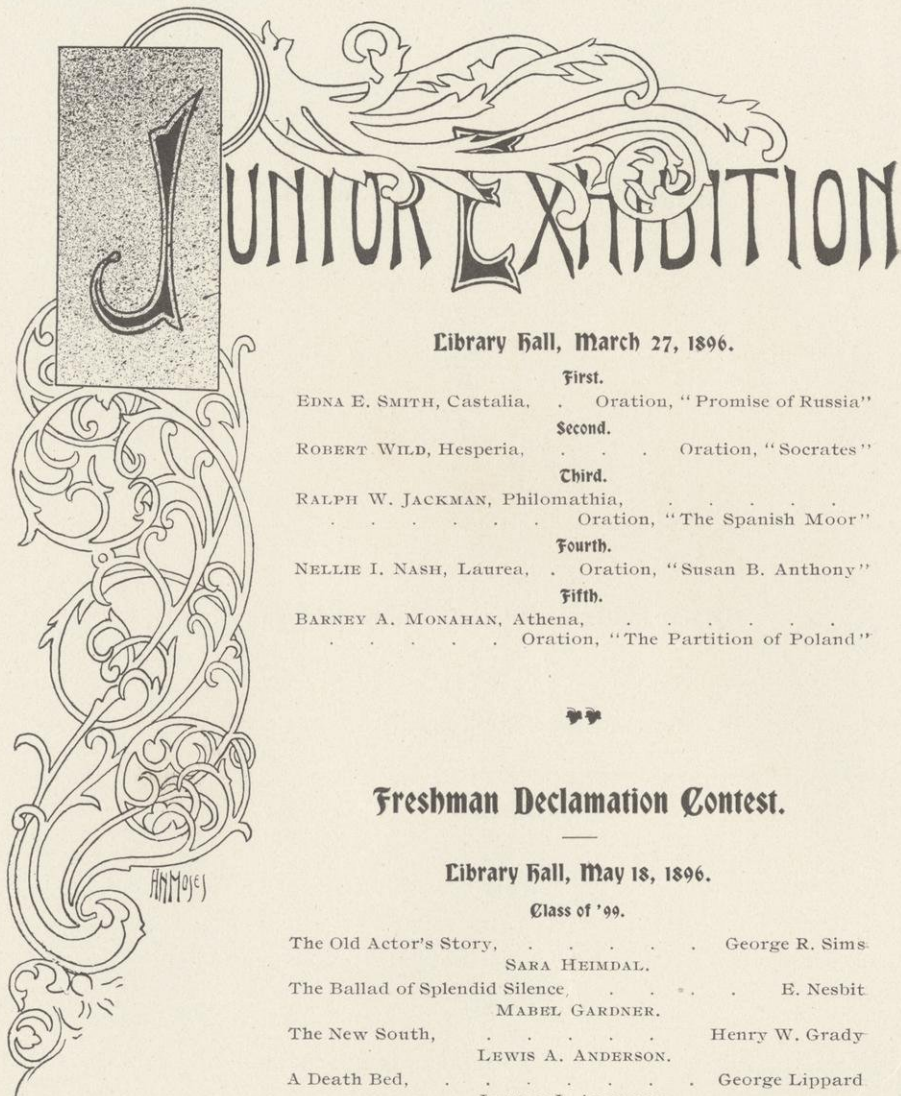 JUNIOR EXHIBITION
Library Hall, March 27, 1896.
First.
EDNA E. SMITH, Castalia, . Oration, "Promise of Russia"
Second.
ROBERT WILD, Hesperia, . . . Oration, "Socrates"
Third.
RALPH W. JACKMAN, Philomathia, . . . . .
. . . . . . Oration, "The Spanish Moor"
Fourth.
NELLIE I. NASH, Laurea, . Oration, "Susan B. Anthony"
Fifth.
BARNEY A. MONAHAN, Athena, . . . . . .
. . . . . Oration, "The Partition of Poland"
Freshman Declamation Contest.
Library Hall, May 18, 1896.
Class of '99.
The Old Actor's Story, . . . . . George R. Sims
SARA HEIMDAL.
The Ballad of Splendid Silence, . . . . E. Nesbit
MABEL GARDNER.
The New South, . . . . . Henry W. Grady
LEWIS A. ANDERSON.
A Death Bed, . . . . . . . George Lippard
HNMOSES